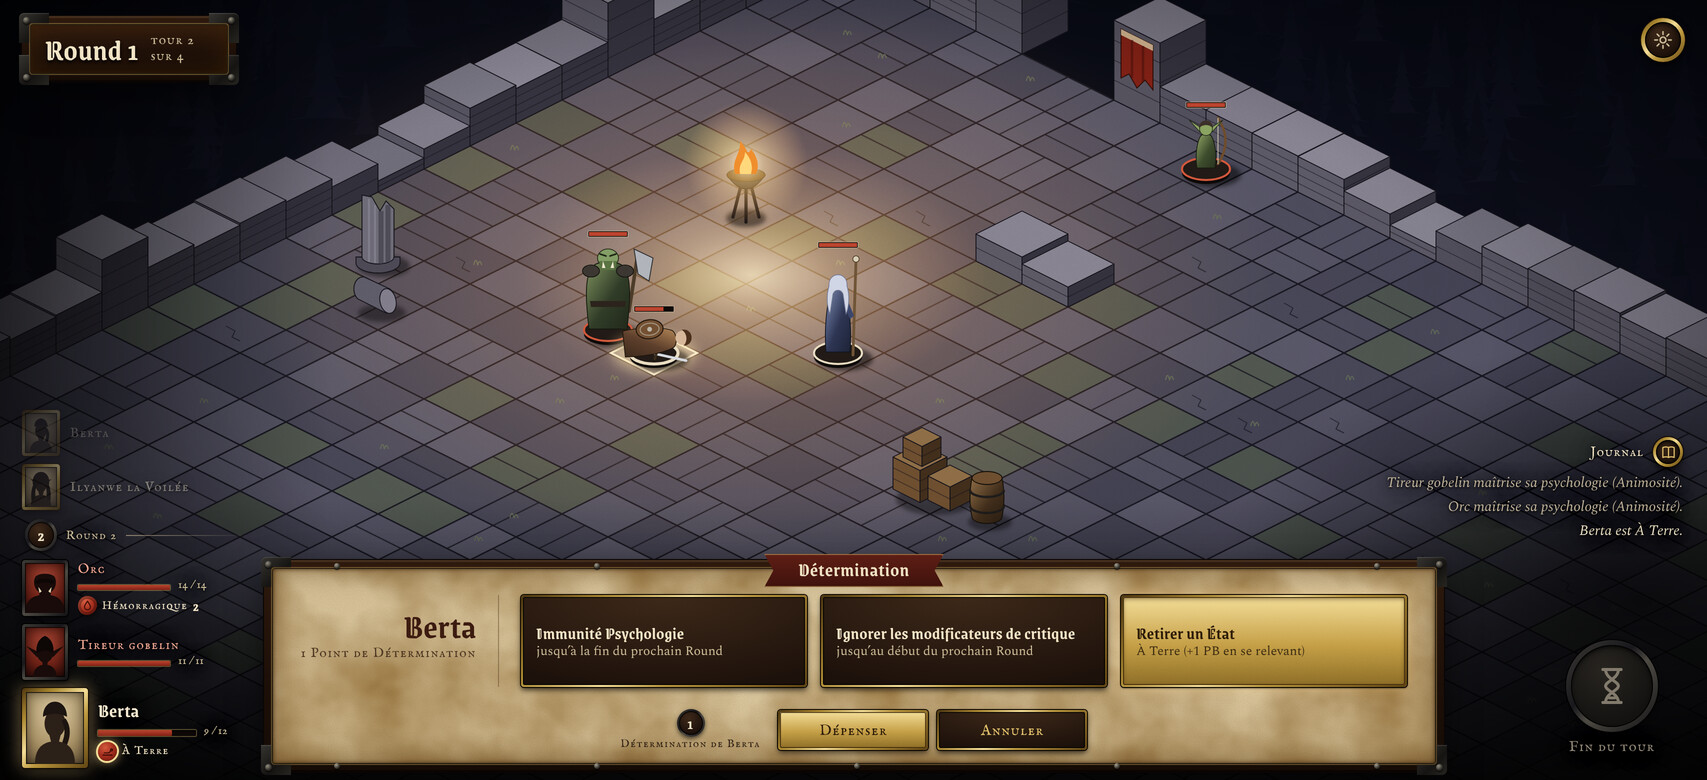 Round 1
TOUR 2
SUR 4
BERTA
ILYANWE LA VOILÉE
2 ROUND 2
ORC
14/14
HÉMORRAGIQUE 2
TIREUR GOBELIN
11/11
Berta
9/12
À TERRE
JOURNAL
Tireur gobelin maîtrise sa psychologie (Animosité).
Orc maîtrise sa psychologie (Animosité).
Berta est À Terre.
Détermination
Berta
1 POINT DE DÉTERMINATION
Immunité Psychologie
jusqu'à la fin du prochain Round
Ignorer les modificateurs de critique
jusqu'au début du prochain Round
Retirer un État
À Terre (+1 PB en se relevant)
1
DÉTERMINATION DE BERTA
DÉPENSER
ANNULER
FIN DU TOUR